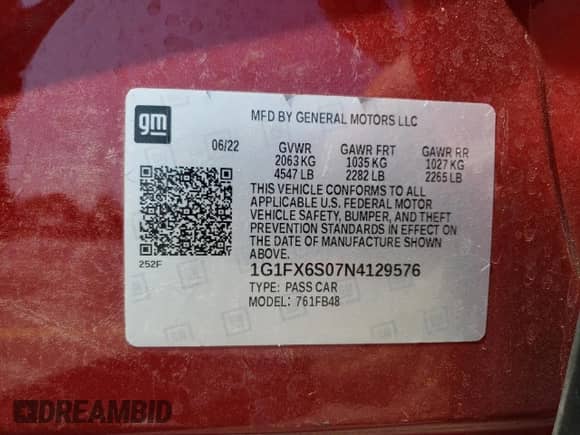 gm
MFD BY GENERAL MOTORS LLC
06/22 GVWR GAWR FRT GAWR RR
2063 KG 1035 KG 1027 KG
4547 LB 2282 LB 2265 LB
THIS VEHICLE CONFORMS TO ALL
APPLICABLE U.S. FEDERAL MOTOR
VEHICLE SAFETY, BUMPER, AND THEFT
PREVENTION STANDARDS IN EFFECT ON
THE DATE OF MANUFACTURE SHOWN
ABOVE.
252F
1G1FX6S07N4129576
TYPE: PASS CAR
MODEL: 761FB48
DREAMBID